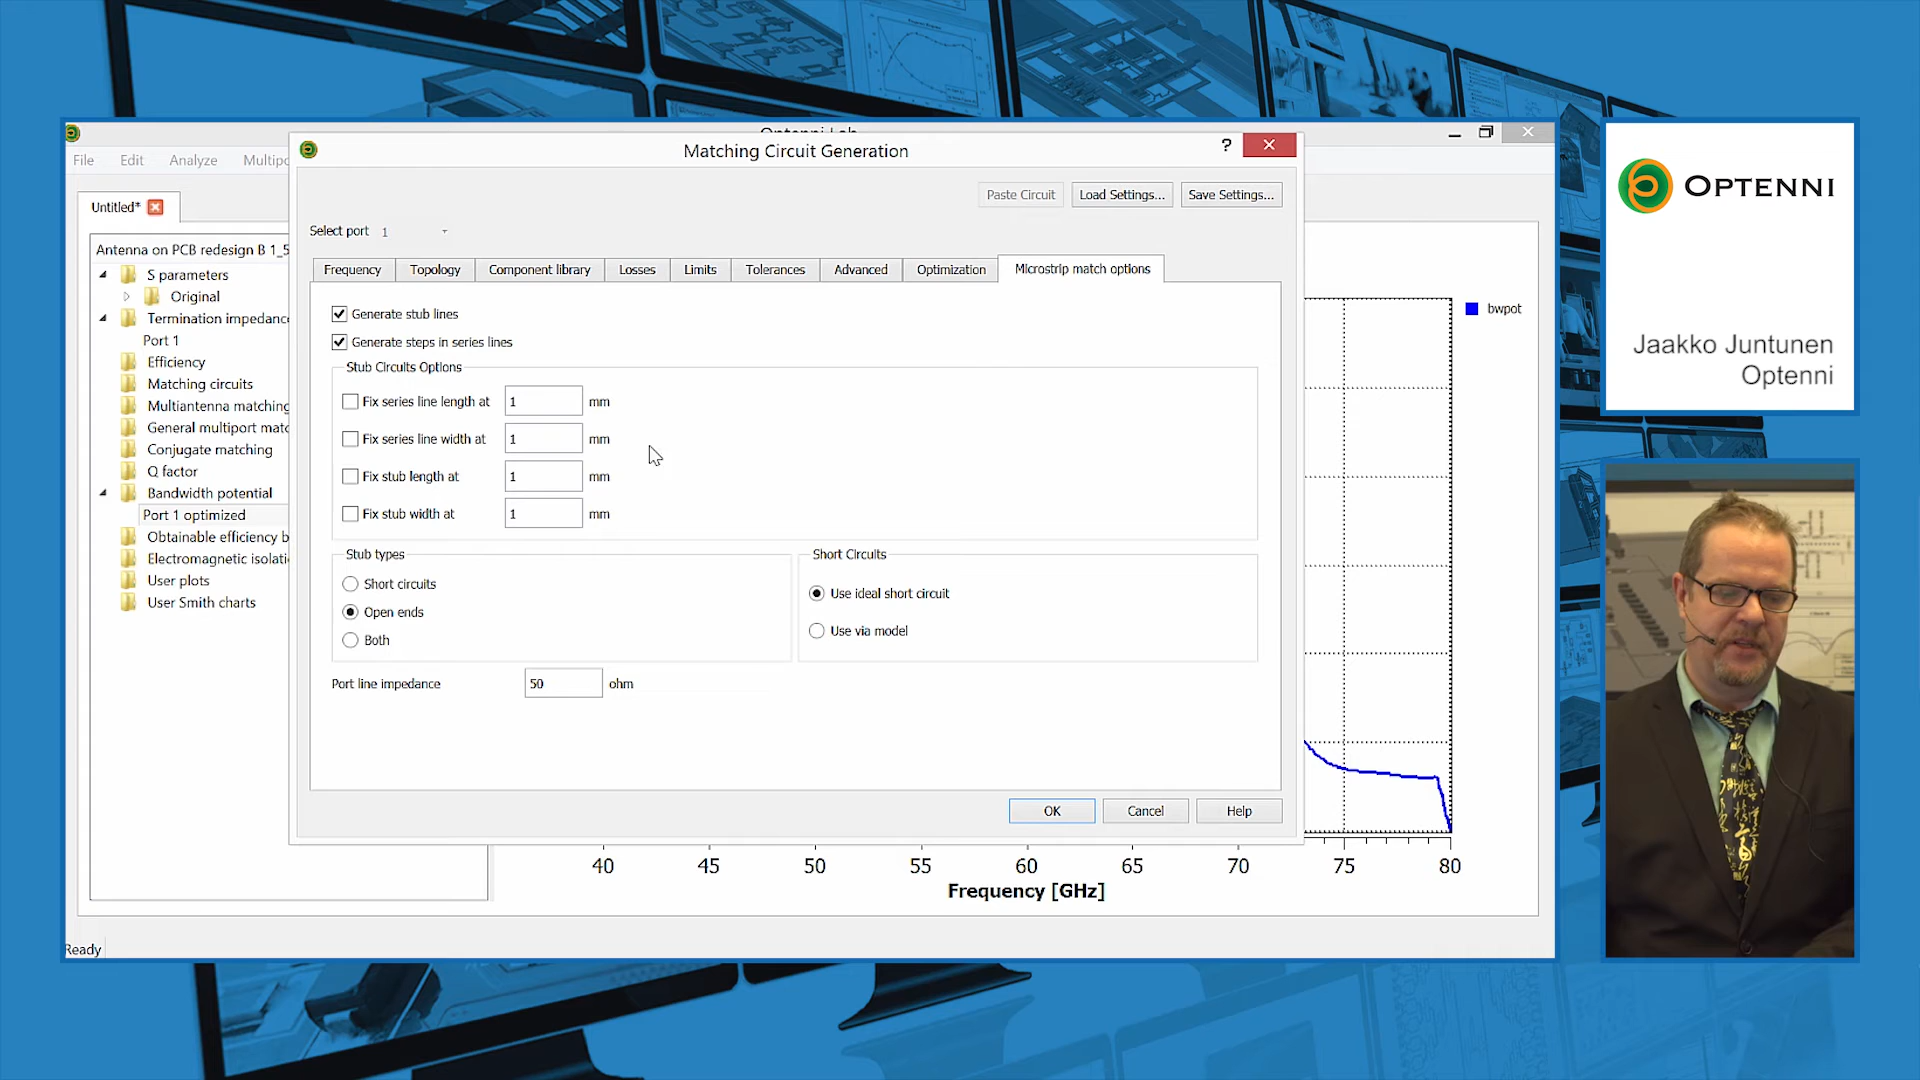 Optenni Lab
File Edit Analyze
Matching Circuit Generation
?
Paste Circuit Load Settings... Save Settings...
Untitled*
Select port 1
Frequency Topology Component library Losses Limits Tolerances Advanced Optimization Microstrip match options
Antenna on PCB redesign B 1_5
S parameters
Original
Termination impedance
Port 1
Efficiency
Matching circuits
Multiantenna matching
General multiport matc
Conjugate matching
Q factor
Bandwidth potential
Port 1 optimized
Obtainable efficiency b
Electromagnetic isolati
User plots
User Smith charts
Generate stub lines
Generate steps in series lines
Stub Circuits Options
Fix series line length at 1 mm
Fix series line width at 1 mm
Fix stub length at 1 mm
Fix stub width at 1 mm
Stub types
Short circuits
Open ends
Both
Short Circuits
Use ideal short circuit
Use via model
Port line impedance 50 ohm
OK Cancel Help
bwpot
40 45 50 55 60 65 70 75 80
Frequency [GHz]
Ready
OPTENNI
Jaakko Juntunen
Optenni